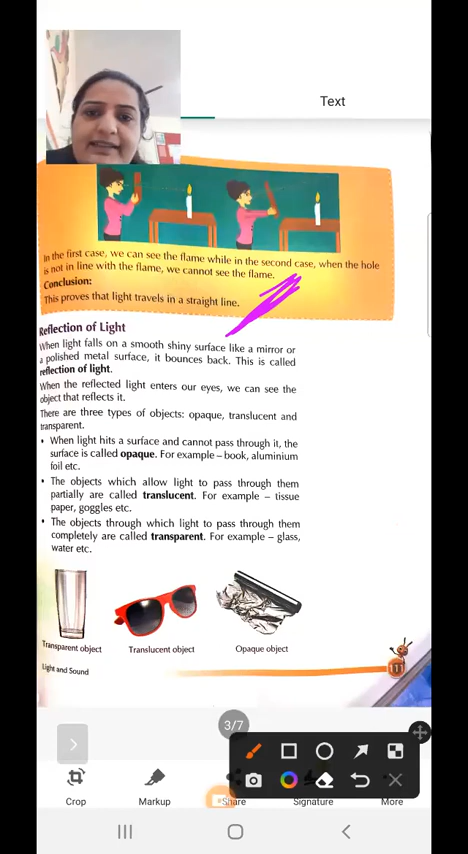 Text
In the first case, we can see the flame while in the second case, when the hole
is not in line with the flame, we cannot see the flame.
Conclusion:
This proves that light travels in a straight line.
Reflection of Light
When light falls on a smooth shiny surface like a mirror or
a polished metal surface, it bounces back. This is called
reflection of light.
When the reflected light enters our eyes, we can see the
object that reflects it.
There are three types of objects: opaque, translucent and
transparent.
• When light hits a surface and cannot pass through it, the
surface is called opaque. For example – book, aluminium
foil etc.
• The objects which allow light to pass through them
partially are called translucent. For example – tissue
paper, goggles etc.
• The objects through which light to pass through them
completely are called transparent. For example – glass,
water etc.
Transparent object
Translucent object
Opaque object
Light and Sound
111
3/7
Crop
Markup
Share
Signature
More